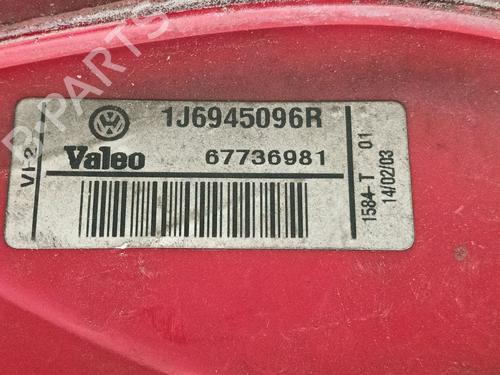 B-PARTS
VI-2
1J6945096R
Valeo 67736981
1584-T 01
14/02/03